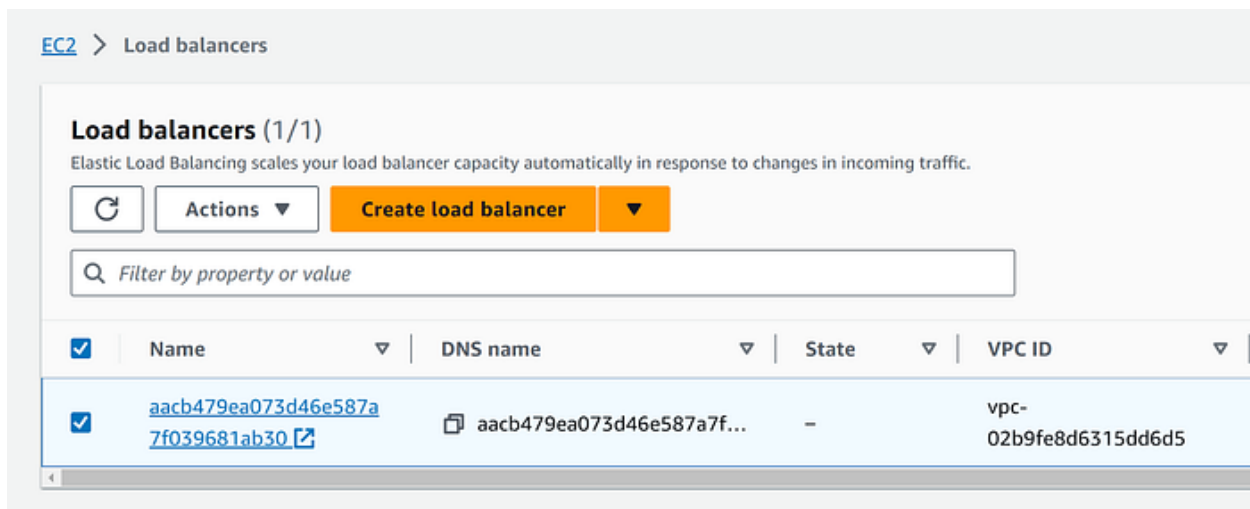 EC2 > Load balancers
Load balancers (1/1)
Elastic Load Balancing scales your load balancer capacity automatically in response to changes in incoming traffic.
Actions ▼ Create load balancer ▼
Filter by property or value
Name DNS name State VPC ID
aacb479ea073d46e587a aacb479ea073d46e587a7f... – vpc-
7f039681ab30 02b9fe8d6315dd6d5